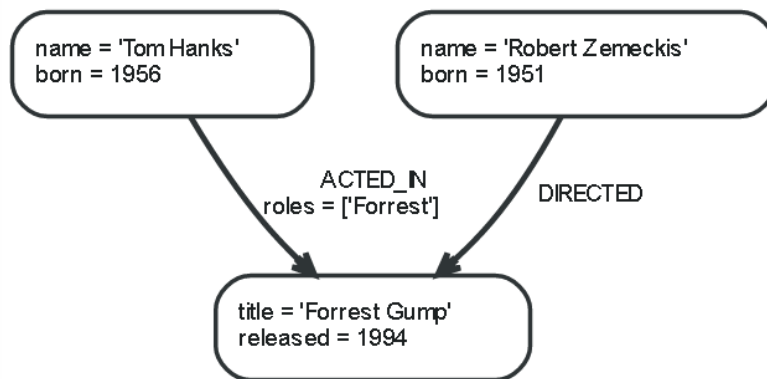 name = 'Tom Hanks'
born = 1956
name = 'Robert Zemeckis'
born = 1951
ACTED_IN
roles = ['Forrest']
DIRECTED
title = 'Forrest Gump'
released = 1994